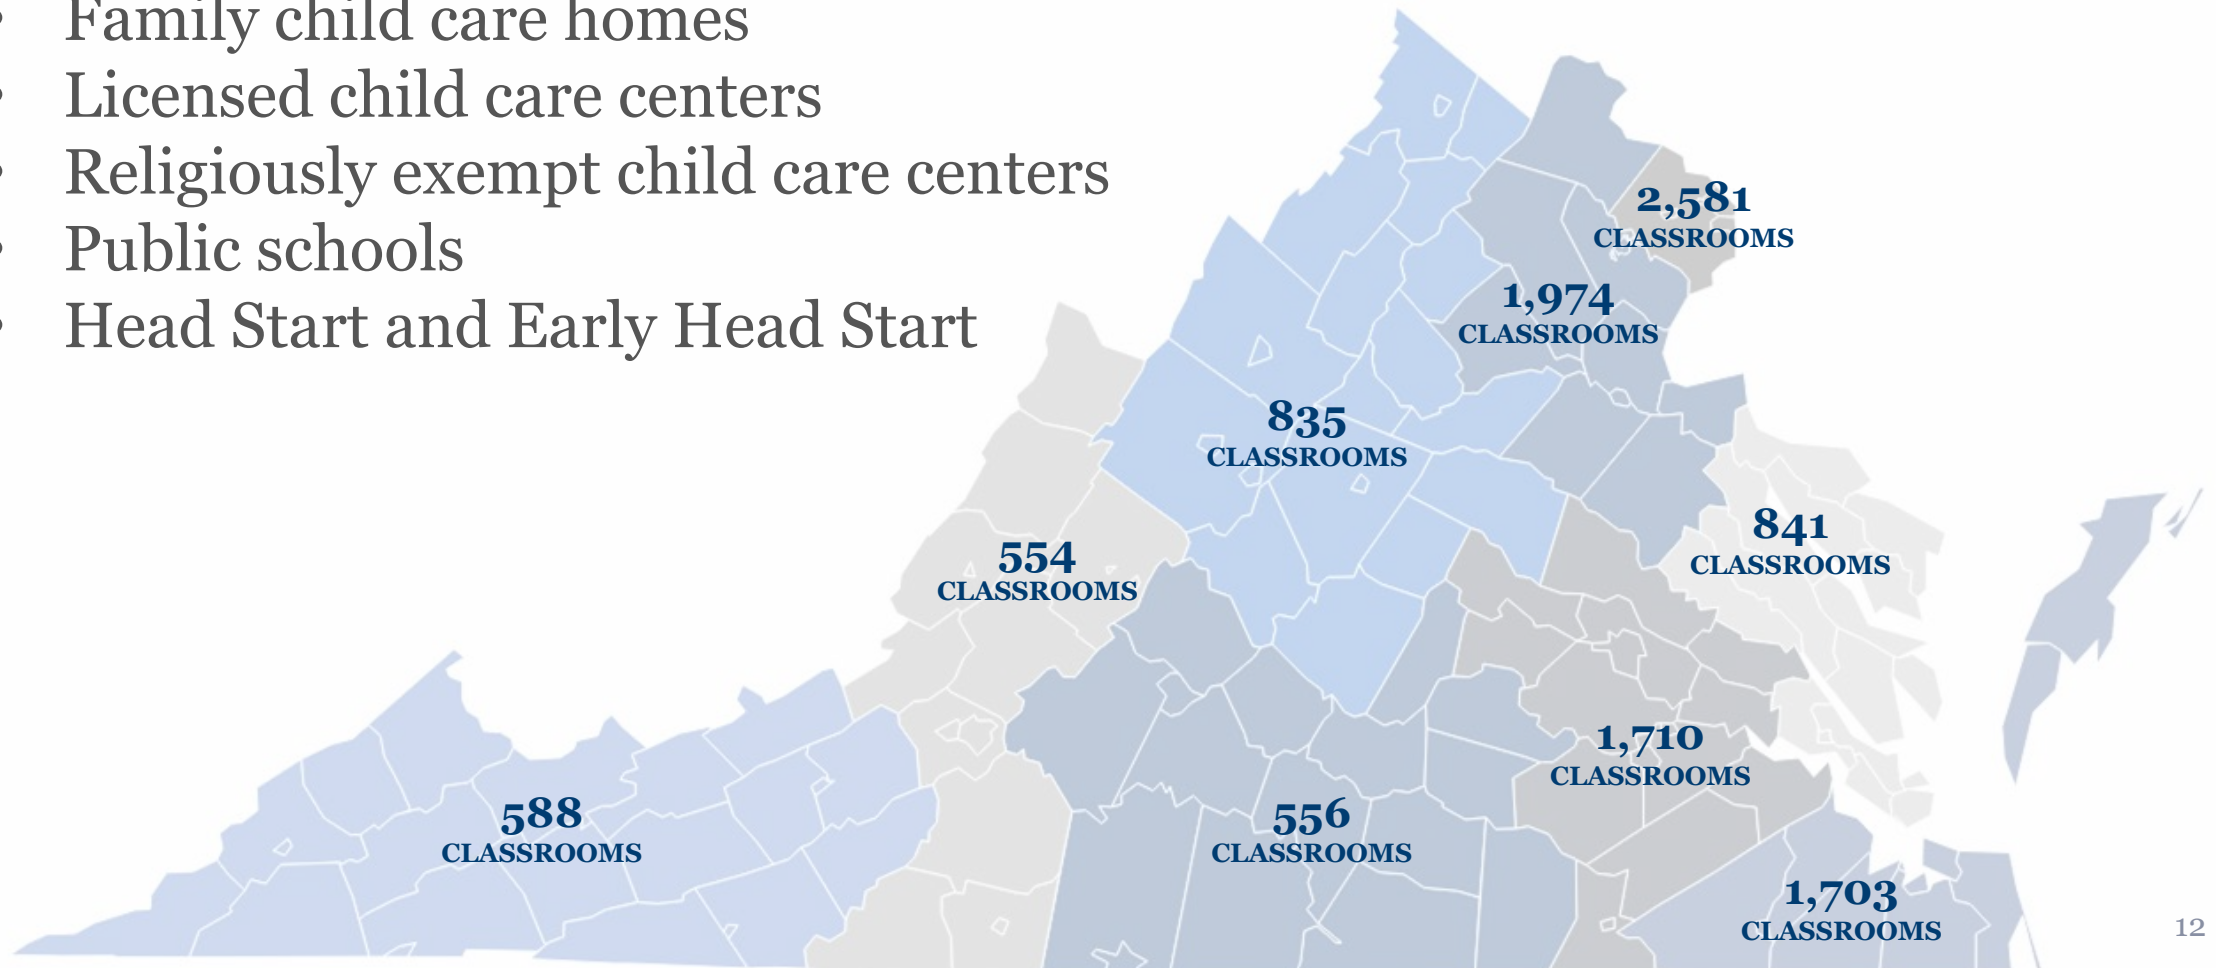 • Family child care homes
• Licensed child care centers
• Religiously exempt child care centers
• Public schools
• Head Start and Early Head Start
2,581
CLASSROOMS
1,974
CLASSROOMS
835
CLASSROOMS
841
CLASSROOMS
554
CLASSROOMS
1,710
CLASSROOMS
588
CLASSROOMS
556
CLASSROOMS
1,703
CLASSROOMS
12